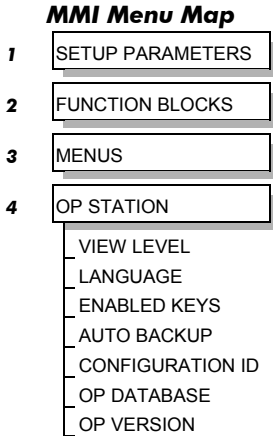 MMI Menu Map
1 SETUP PARAMETERS
2 FUNCTION BLOCKS
3 MENUS
4 OP STATION
VIEW LEVEL
LANGUAGE
ENABLED KEYS
AUTO BACKUP
CONFIGURATION ID
OP DATABASE
OP VERSION